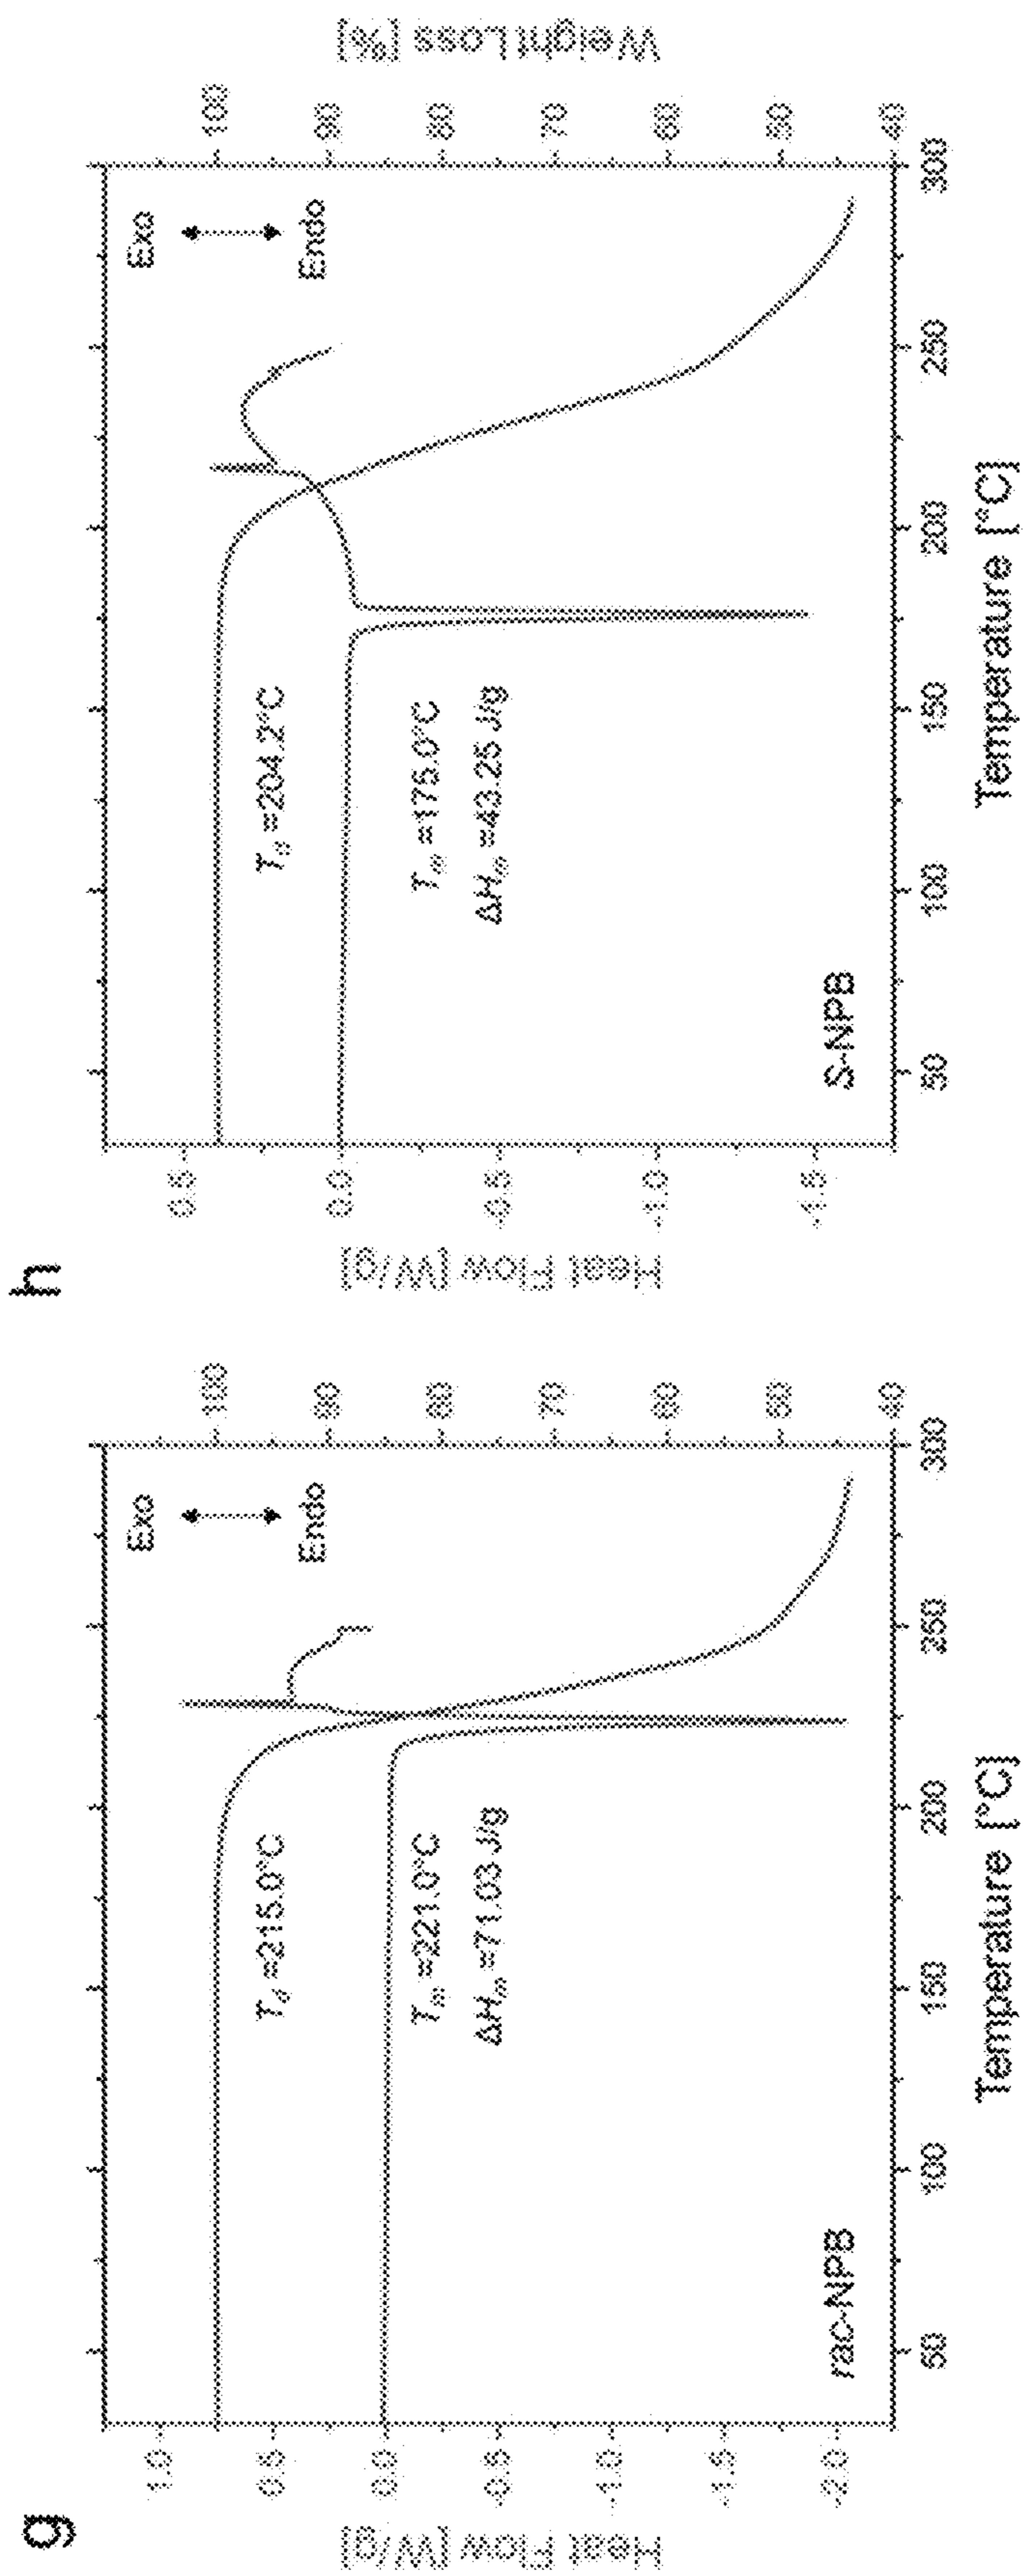 g
Heat Flow [W/g]
1.0
0.5
0.0
-0.5
-1.0
-1.5
-2.0
Exo
Endo
T_d =215.0°C
T_m =221.0°C
ΔH_m =71.03 J/g
rac-NPB
100
90
80
70
60
50
40
50
100
150
200
250
300
Temperature [°C]
h
Heat Flow [W/g]
0.5
0.0
-0.5
-1.0
-1.5
Exo
Endo
T_d =204.2°C
T_m =175.0°C
ΔH_m =43.25 J/g
S-NPB
100
90
80
70
60
50
40
Weight Loss [%]
50
100
150
200
250
300
Temperature [°C]